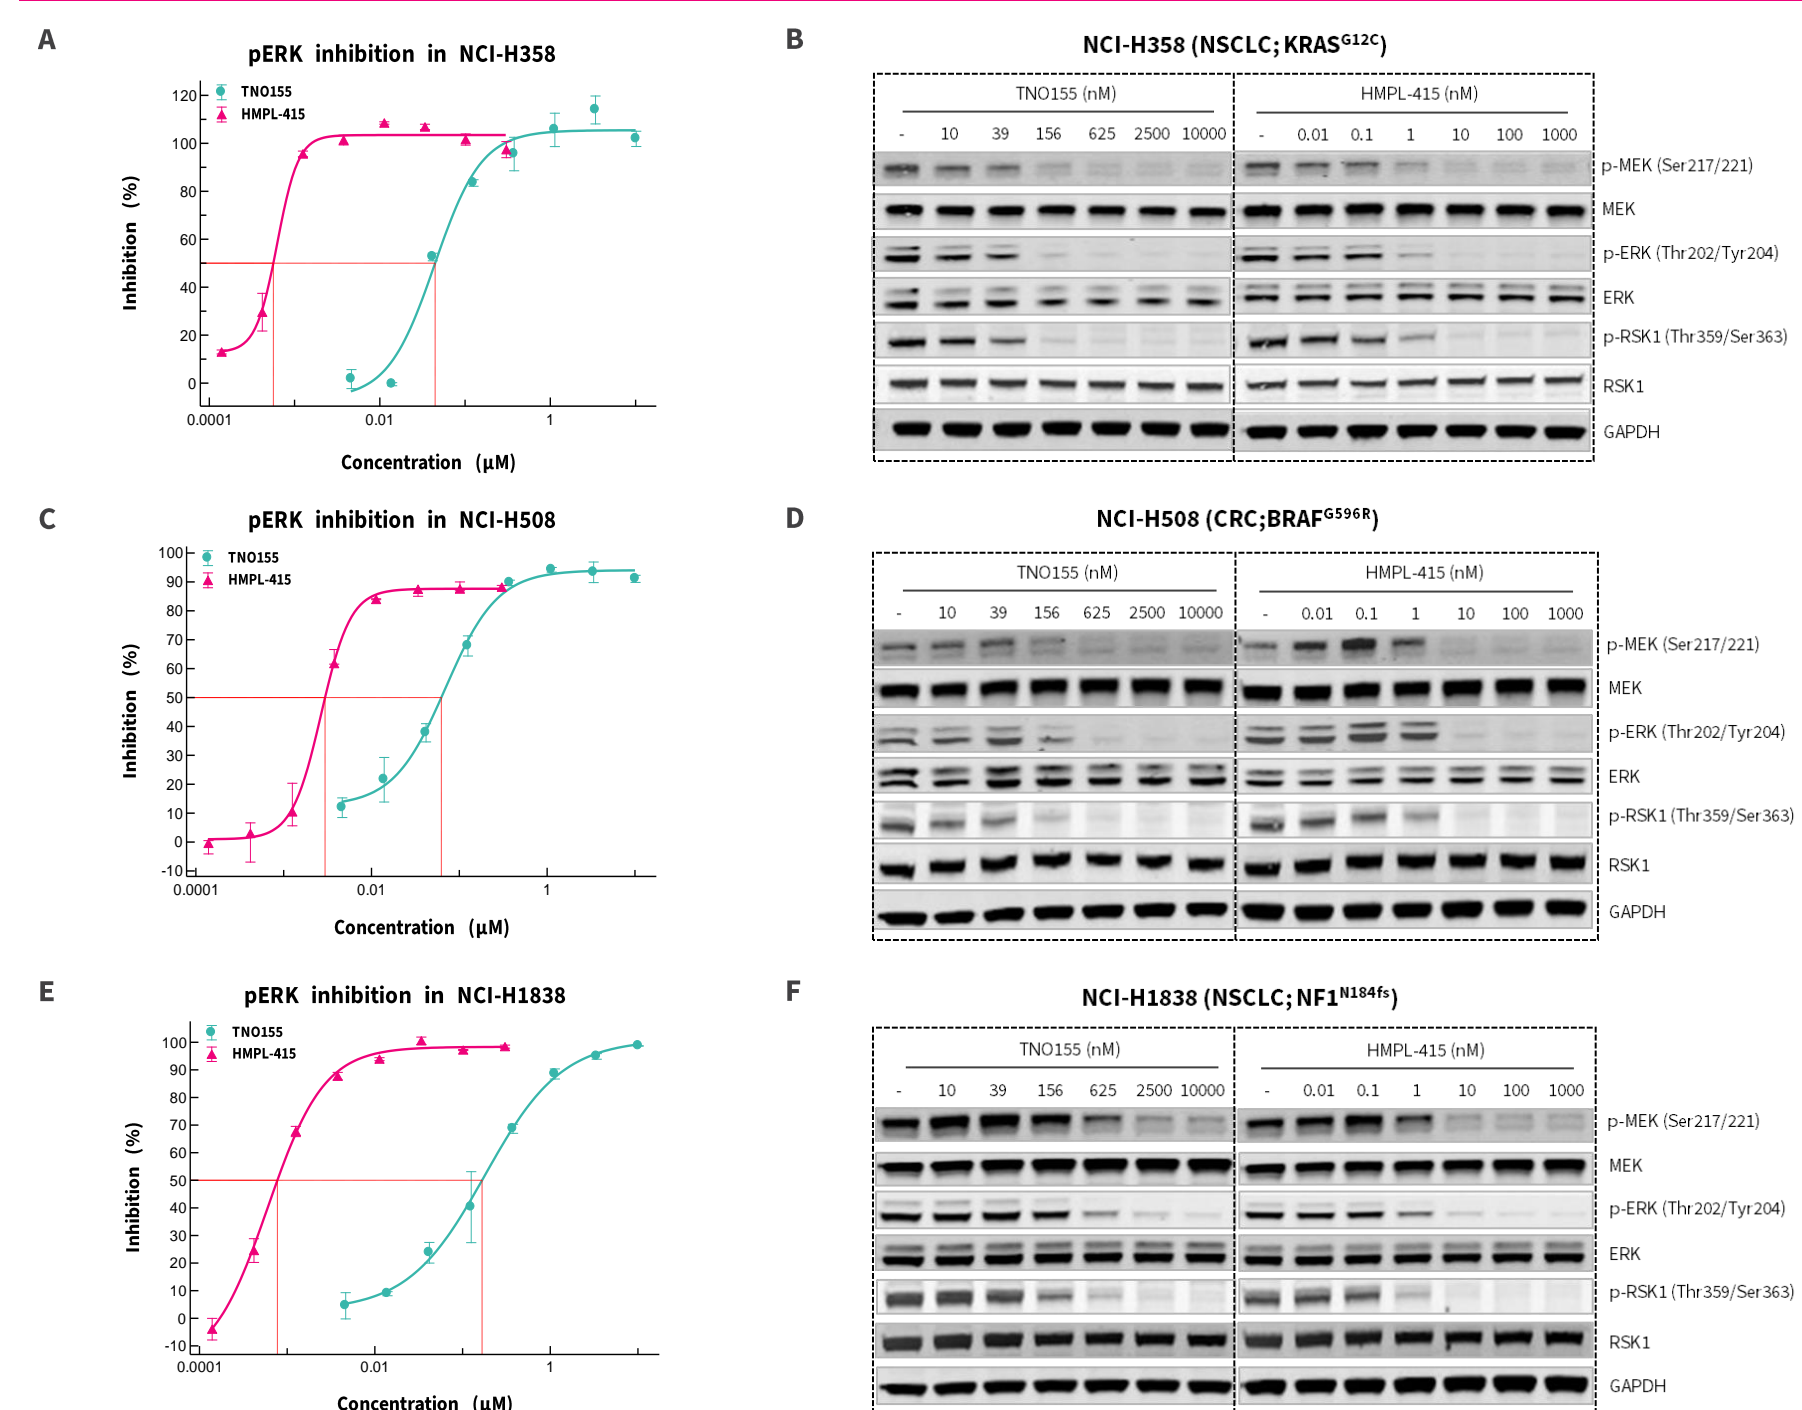 A
pERK inhibition in NCI-H358
TNO155
HMPL-415
120
100
80
60
40
20
0
Inhibition (%)
0.0001
0.01
1
Concentration (μM)
B
NCI-H358 (NSCLC; KRASG12C)
TNO155 (nM)
HMPL-415 (nM)
- 10 39 156 625 2500 10000
- 0.01 0.1 1 10 100 1000
p-MEK (Ser217/221)
MEK
p-ERK (Thr202/Tyr204)
ERK
p-RSK1 (Thr359/Ser363)
RSK1
GAPDH
C
pERK inhibition in NCI-H508
TNO155
HMPL-415
100
90
80
70
60
50
40
30
20
10
0
-10
Inhibition (%)
0.0001
0.01
1
Concentration (μM)
D
NCI-H508 (CRC;BRAFG596R)
TNO155 (nM)
HMPL-415 (nM)
- 10 39 156 625 2500 10000
- 0.01 0.1 1 10 100 1000
p-MEK (Ser217/221)
MEK
p-ERK (Thr202/Tyr204)
ERK
p-RSK1 (Thr359/Ser363)
RSK1
GAPDH
E
pERK inhibition in NCI-H1838
TNO155
HMPL-415
100
90
80
70
60
50
40
30
20
10
0
-10
Inhibition (%)
0.0001
0.01
1
Concentration (μM)
F
NCI-H1838 (NSCLC; NF1N184fs)
TNO155 (nM)
HMPL-415 (nM)
- 10 39 156 625 2500 10000
- 0.01 0.1 1 10 100 1000
p-MEK (Ser217/221)
MEK
p-ERK (Thr202/Tyr204)
ERK
p-RSK1 (Thr359/Ser363)
RSK1
GAPDH